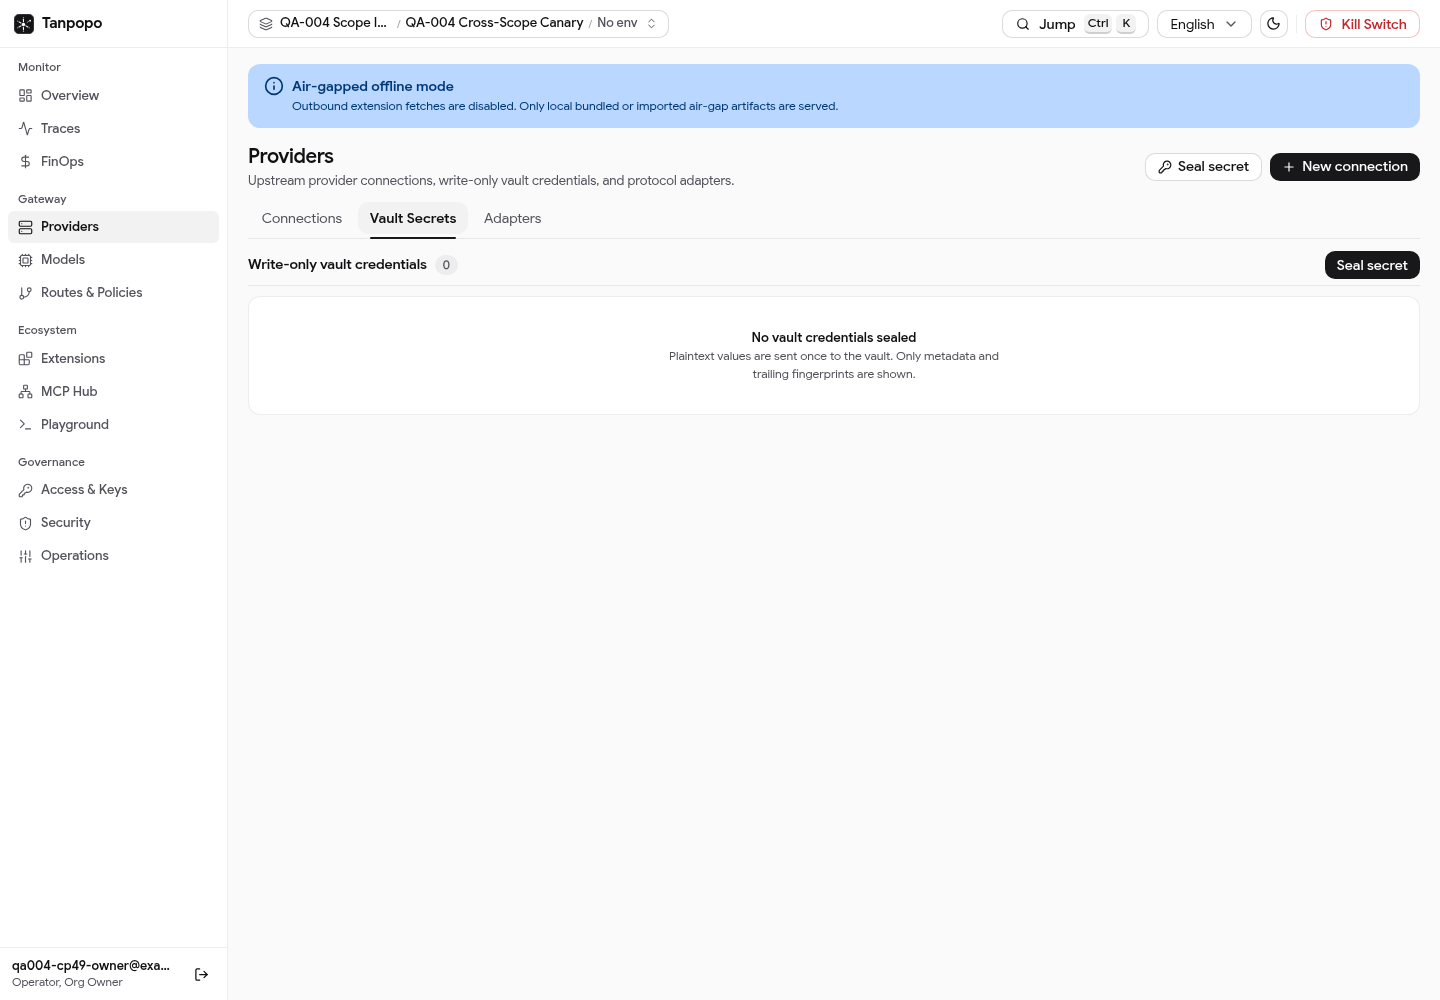 Tanpopo
QA-004 Scope I... / QA-004 Cross-Scope Canary / No env
Jump Ctrl K
English
Kill Switch
Monitor
Overview
Traces
FinOps
Gateway
Providers
Models
Routes & Policies
Ecosystem
Extensions
MCP Hub
Playground
Governance
Access & Keys
Security
Operations
qa004-cp49-owner@exa...
Operator, Org Owner
Air-gapped offline mode
Outbound extension fetches are disabled. Only local bundled or imported air-gap artifacts are served.
Providers
Upstream provider connections, write-only vault credentials, and protocol adapters.
Seal secret
New connection
Connections Vault Secrets Adapters
Write-only vault credentials 0
Seal secret
No vault credentials sealed
Plaintext values are sent once to the vault. Only metadata and
trailing fingerprints are shown.